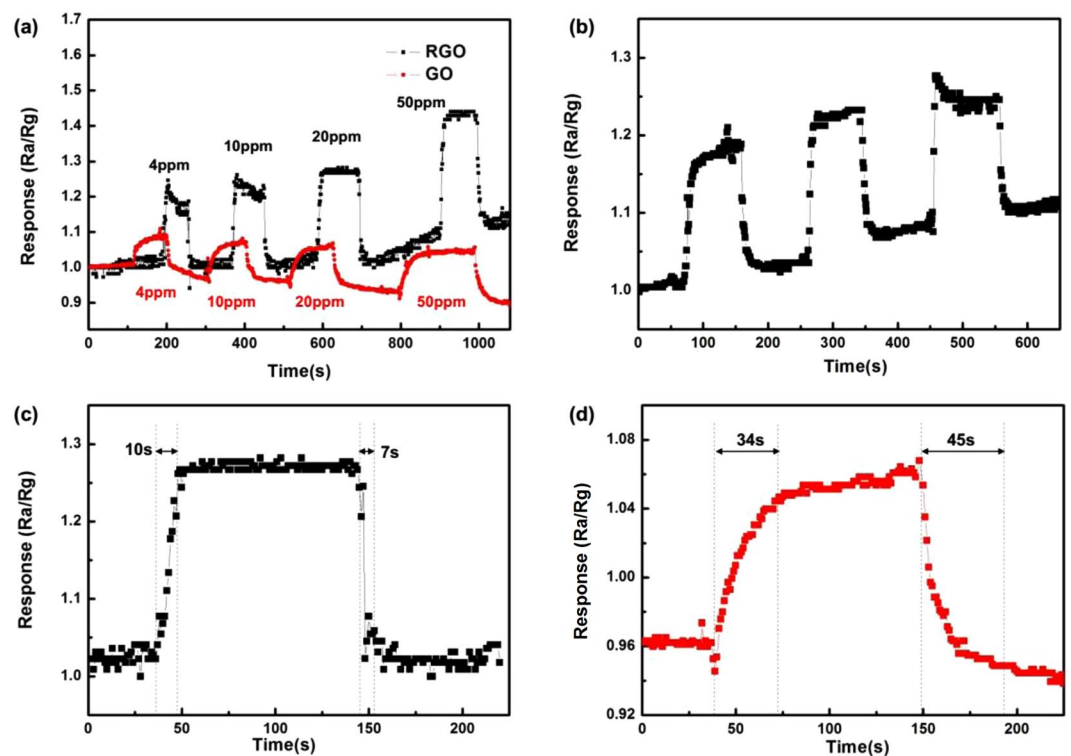 (a)
1.7
1.6
1.5
1.4
1.3
1.2
1.1
1.0
0.9
Response (Ra/Rg)
RGO
GO
4ppm
10ppm
20ppm
50ppm
4ppm
10ppm
20ppm
50ppm
0 200 400 600 800 1000
Time(s)
(b)
1.3
1.2
1.1
1.0
Response (Ra/Rg)
0 100 200 300 400 500 600
Time(s)
(c)
1.3
1.2
1.1
1.0
Response (Ra/Rg)
10s
7s
0 50 100 150 200
Time(s)
(d)
1.08
1.04
1.00
0.96
0.92
Response (Ra/Rg)
34s
45s
0 50 100 150 200
Time(s)